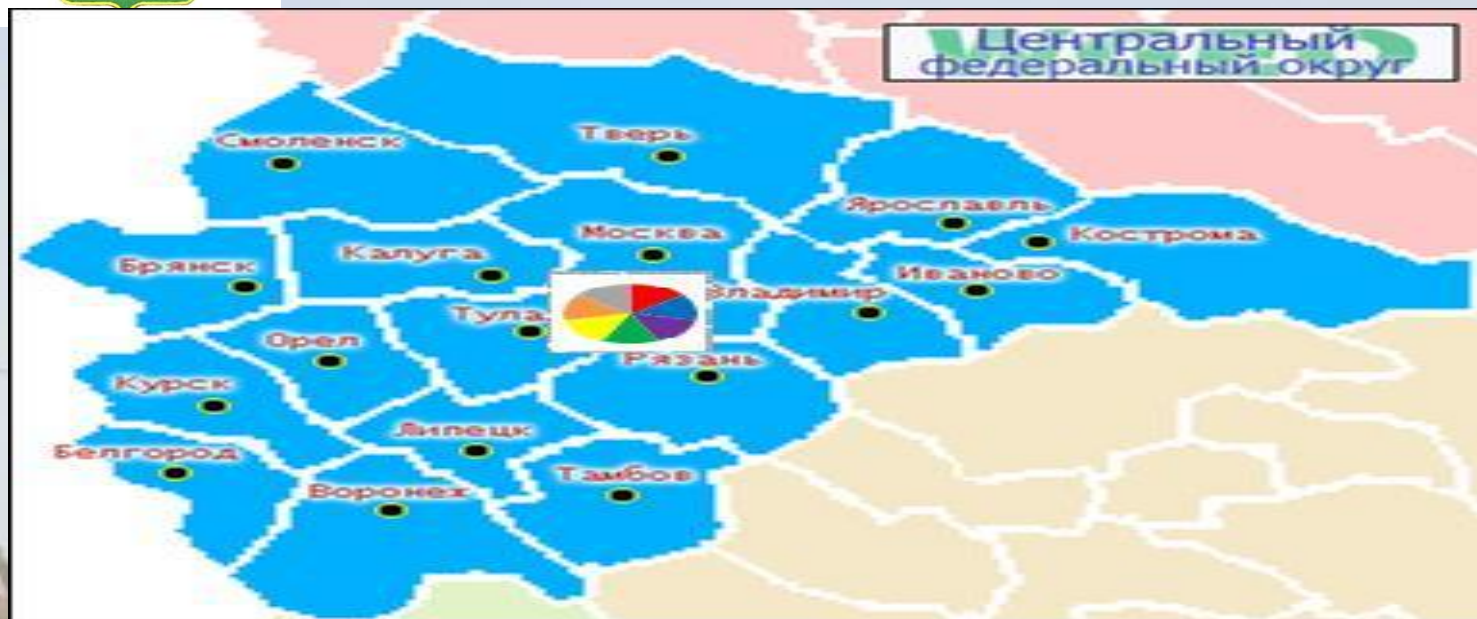 Центральный
федеральный округ
Смоленск
Тверь
Ярославль
Москва
Кострома
Калуга
Брянск
Иваново
Владимир
Тула
Орел
Рязань
Курск
Липецк
Белгород
Тамбов
Воронеж